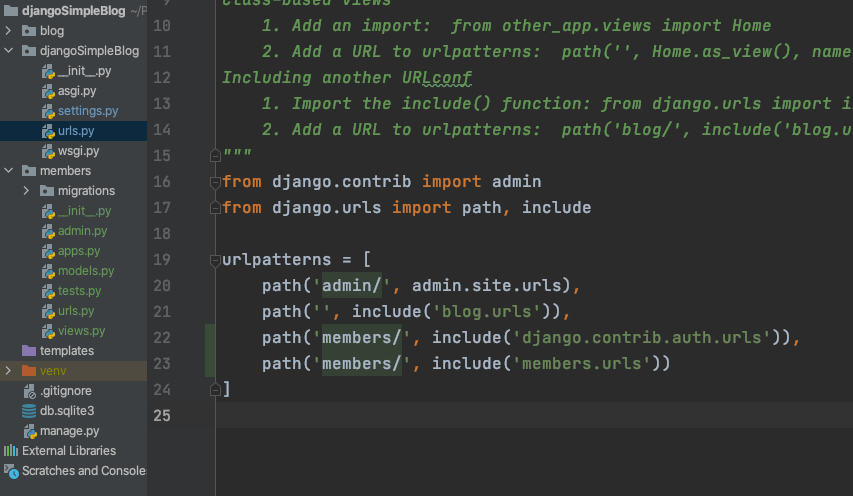 djangoSimpleBlog ~/P
blog
djangoSimpleBlog
__init__.py
asgi.py
settings.py
urls.py
wsgi.py
members
migrations
__init__.py
admin.py
apps.py
models.py
tests.py
urls.py
views.py
templates
venv
.gitignore
db.sqlite3
manage.py
External Libraries
Scratches and Console
9 Class-based views
10 1. Add an import:  from other_app.views import Home
11 2. Add a URL to urlpatterns:  path('', Home.as_view(), name
12 Including another URLconf
13 1. Import the include() function: from django.urls import i
14 2. Add a URL to urlpatterns:  path('blog/', include('blog.u
15 """
16 from django.contrib import admin
17 from django.urls import path, include
18
19 urlpatterns = [
20 path('admin/', admin.site.urls),
21 path('', include('blog.urls')),
22 path('members/', include('django.contrib.auth.urls')),
23 path('members/', include('members.urls'))
24 ]
25